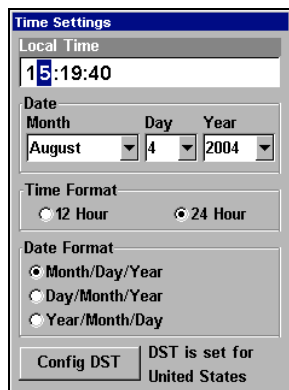 Time Settings
Local Time
15:19:40
Date
Month Day Year
August 4 2004
Time Format
12 Hour 24 Hour
Date Format
Month/Day/Year
Day/Month/Year
Year/Month/Day
Config DST
DST is set for
United States